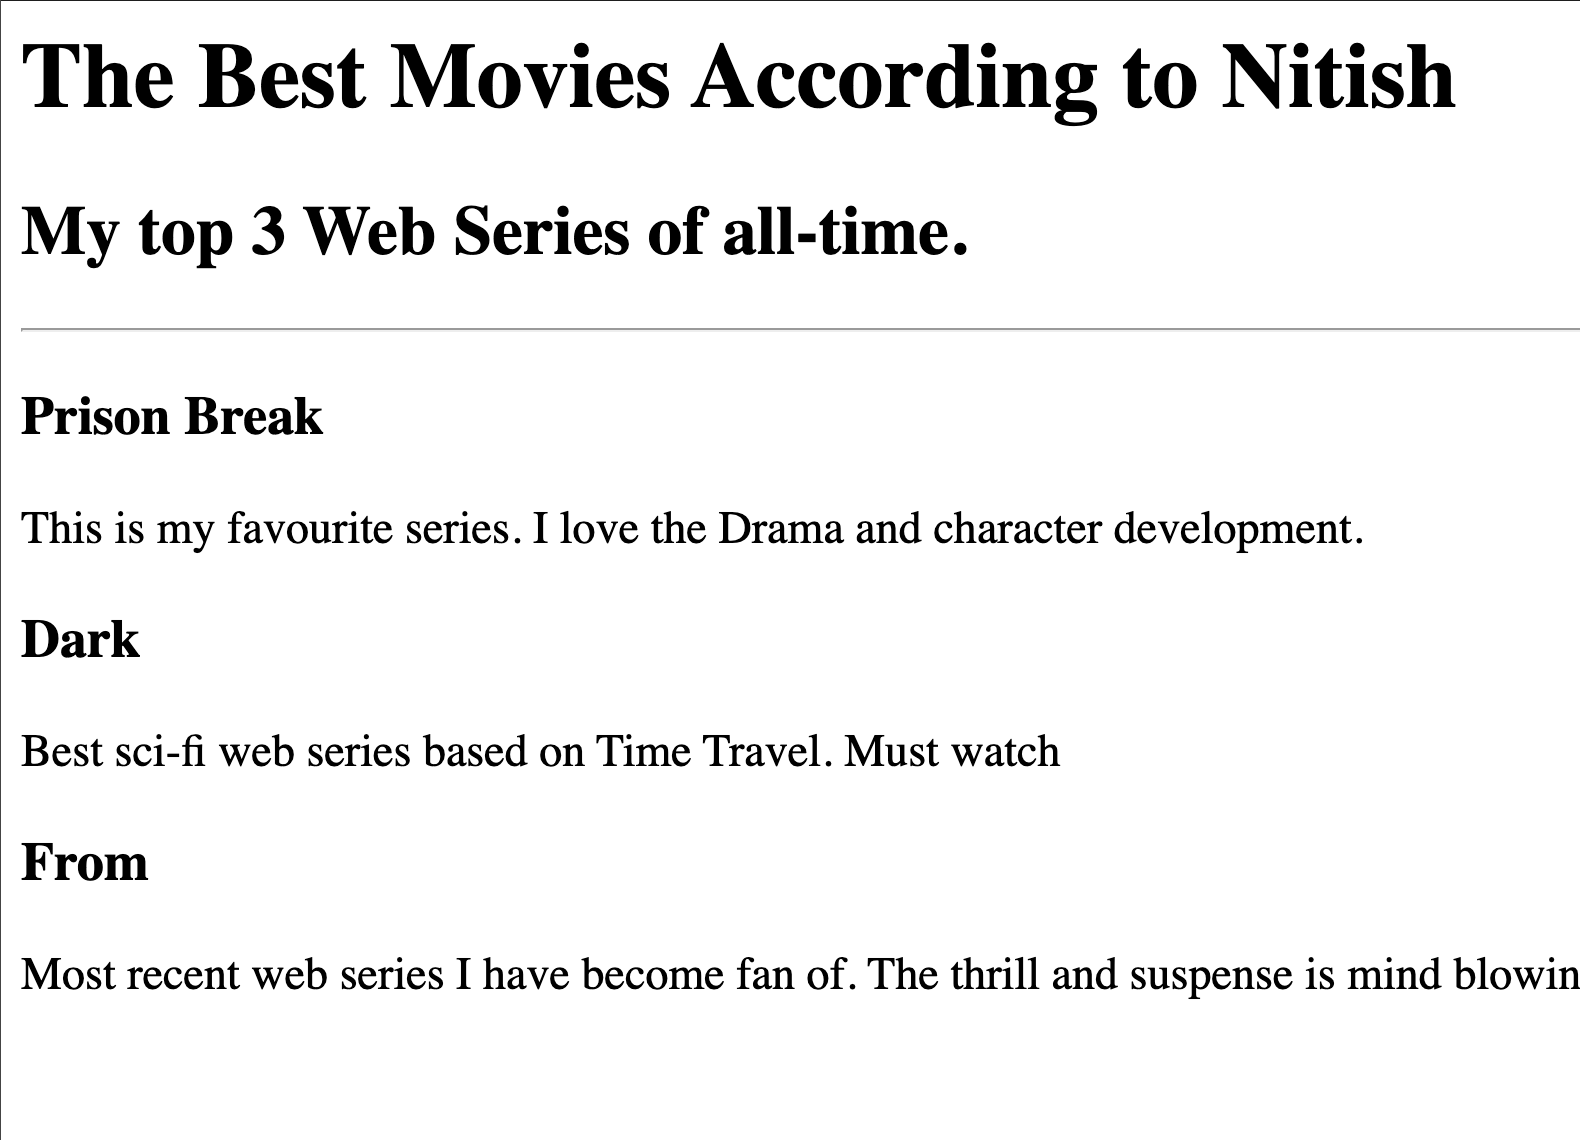 The Best Movies According to Nitish
My top 3 Web Series of all-time.
Prison Break
This is my favourite series. I love the Drama and character development.
Dark
Best sci-fi web series based on Time Travel. Must watch
From
Most recent web series I have become fan of. The thrill and suspense is mind blowin